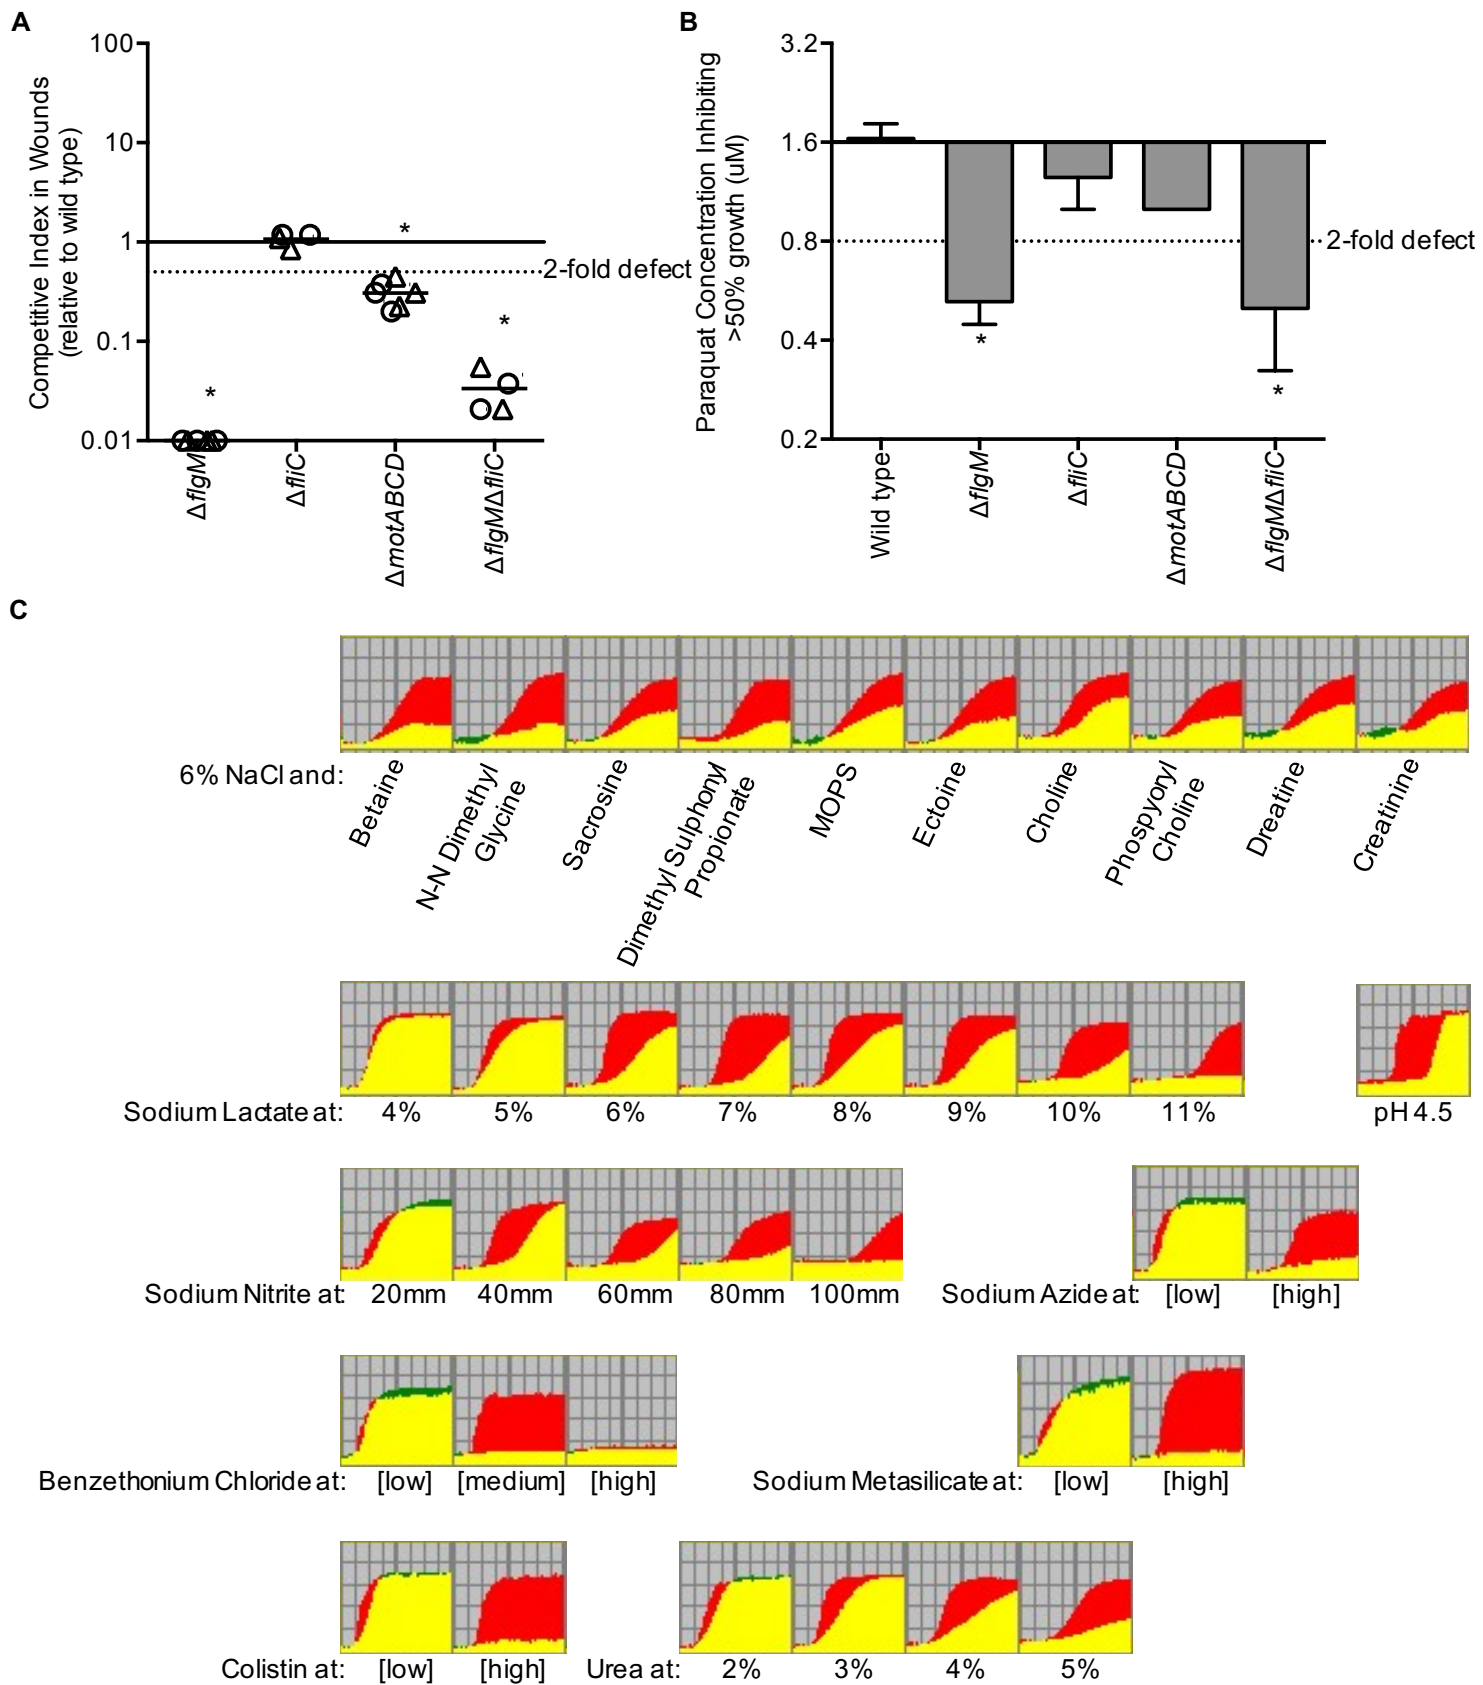 A
B
Competitive Index in Wounds
(relative to wild type)
100
10
1
0.1
0.01
2-fold defect
*
*
*
ΔflgM
ΔfliC
ΔmotABCD
ΔflgMΔfliC
Paraquat Concentration Inhibiting
>50% growth (uM)
3.2
1.6
0.8
0.4
0.2
2-fold defect
*
*
Wild type
ΔflgM
ΔfliC
ΔmotABCD
ΔflgMΔfliC
C
6% NaCl and:
Betaine
N-N Dimethyl
Glycine
Sacrosine
Dimethyl Sulphonyl
Propionate
MOPS
Ectoine
Choline
Phospyoryl
Choline
Dreatine
Creatinine
Sodium Lactate at: 4% 5% 6% 7% 8% 9% 10% 11% pH 4.5
Sodium Nitrite at: 20mm 40mm 60mm 80mm 100mm Sodium Azide at: [low] [high]
Benzethonium Chloride at: [low] [medium] [high] Sodium Metasilicate at: [low] [high]
Colistin at: [low] [high] Urea at: 2% 3% 4% 5%